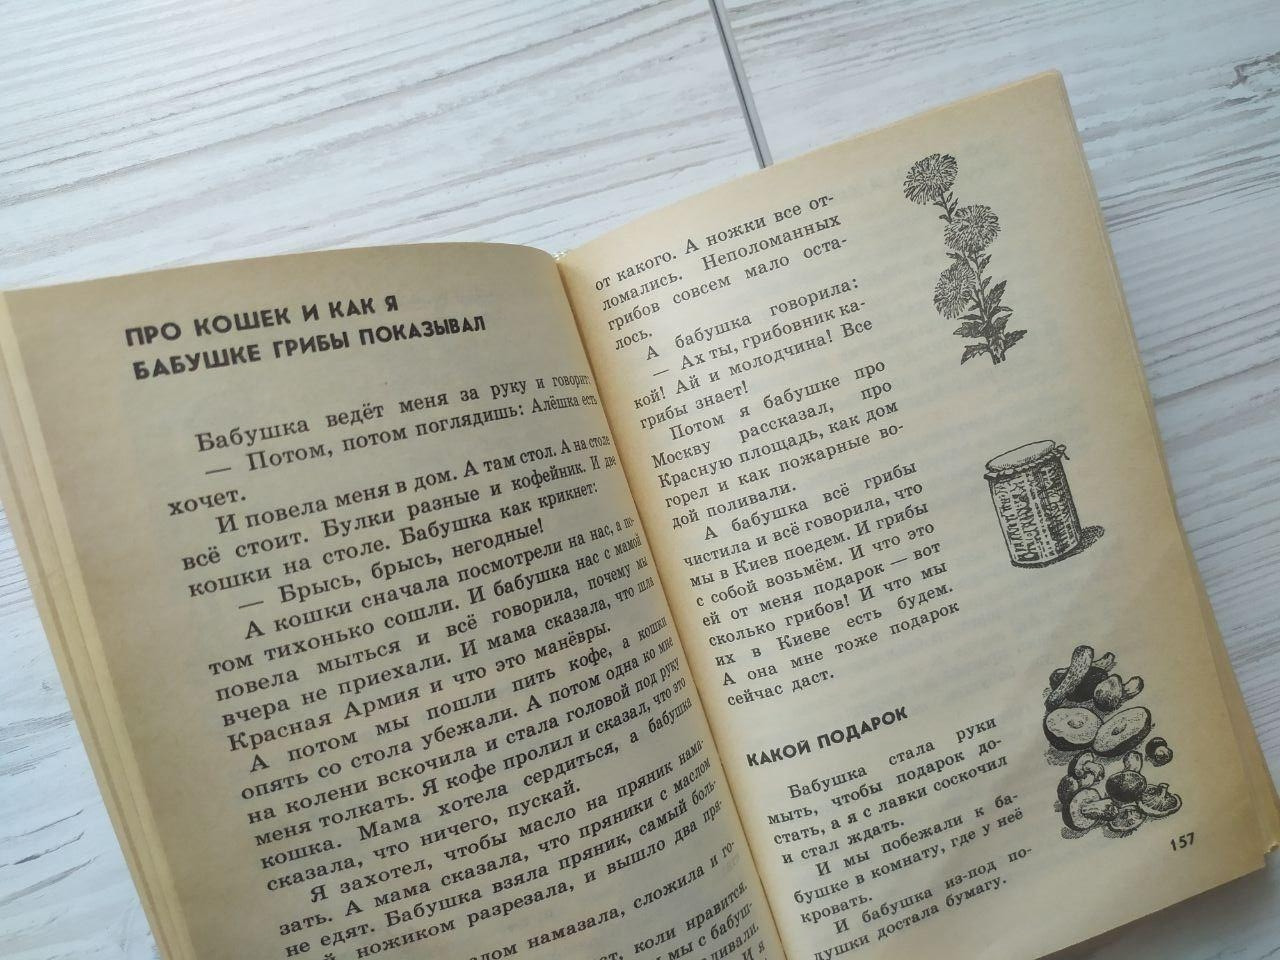 ПРО КОШЕК И КАК Я
БАБУШКЕ ГРИБЫ ПОКАЗЫВАЛ
Бабушка ведёт меня за руку и говорит:
— Потом, потом поглядишь: Алёшка есть
хочет.
И повела меня в дом. А там стол. А на столе
всё стоит. Булки разные и кофейник. И две
кошки на столе. Бабушка как крикнет:
— Брысь, брысь, негодные!
А кошки сначала посмотрели на нас, а по-
том тихонько сошли. И бабушка нас с мамой
повела мыться и всё говорила, почему мы
вчера не приехали. И мама сказала, что шла
Красная Армия и что это манёвры.
А потом мы пошли пить кофе, а кошки
опять со стола убежали. А потом одна ко мне
на колени вскочила и стала головой под руку
меня толкать. Я кофе пролил и сказал, что это
кошка. Мама хотела сердиться, а бабушка
сказала, что ничего, пускай.
Я захотел, чтобы масло на пряник нама-
зать. А мама сказала, что пряники с маслом
не едят. Бабушка взяла пряник, самый боль-
ножиком разрезала, и вышло два пря-
намазала, сложила и го-
коли нравится.
мы с бабуш-
И я
от какого. А ножки все от-
ломались. Неполоманных
грибов совсем мало оста-
лось.
А бабушка говорила:
— Ах ты, грибовник ка-
кой! Ай и молодчина! Все
грибы знает!
Потом я бабушке про
Москву рассказал, про
Красную площадь, как дом
горел и как пожарные во-
дой поливали.
А бабушка всё грибы
чистила и всё говорила, что
мы в Киев поедем. И грибы
с собой возьмём. И что это
ей от меня подарок — вот
сколько грибов! И что мы
их в Киеве есть будем.
А она мне тоже подарок
сейчас даст.
КАКОЙ ПОДАРОК
Бабушка стала руки
мыть, чтобы подарок до-
стать, а я с лавки соскочил
и стал ждать.
И мы побежали к ба-
бушке в комнату, где у неё
кровать.
И бабушка из-под по-
душки достала бумагу.
157